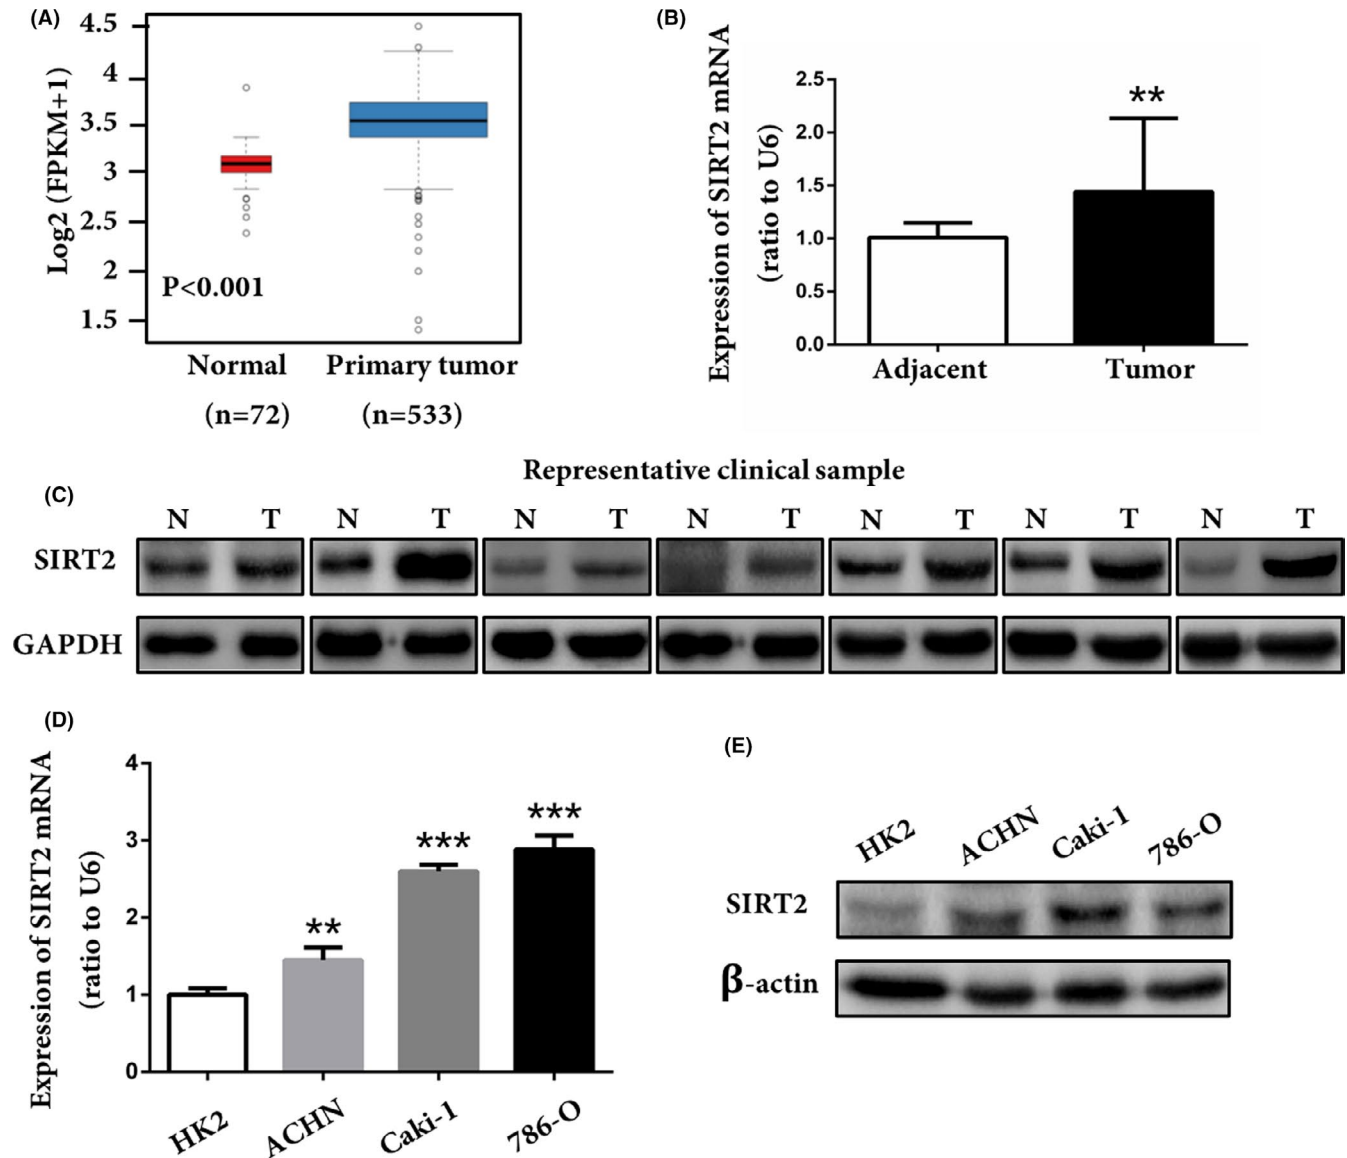 (A)
4.5
4
3.5
3
2.5
2
1.5
Log2 (FPKM+1)
P<0.001
Normal
Primary tumor
(n=72)
(n=533)
(B)
Expression of SIRT2 mRNA
(ratio to U6)
2.5
2.0
1.5
1.0
0.5
0.0
**
Adjacent
Tumor
Representative clinical sample
(C)
N T N T N T N T N T N T N T
SIRT2
GAPDH
(D)
Expression of SIRT2 mRNA
(ratio to U6)
4
3
2
1
0
**
***
***
HK2
ACHN
Caki-1
786-O
(E)
HK2
ACHN
Caki-1
786-O
SIRT2
β-actin